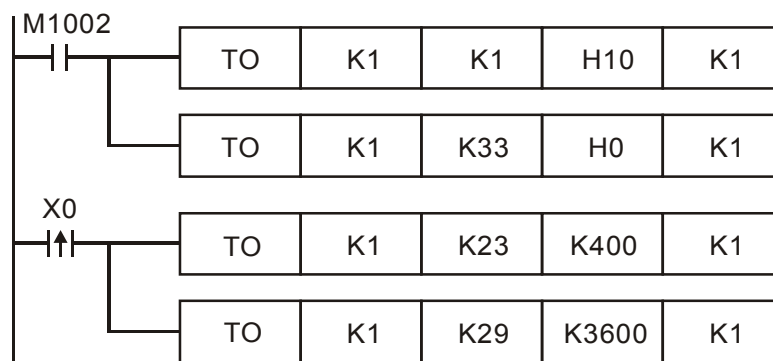 M1002
TO K1 K1 H10 K1
TO K1 K33 H0 K1
X0
TO K1 K23 K400 K1
TO K1 K29 K3600 K1